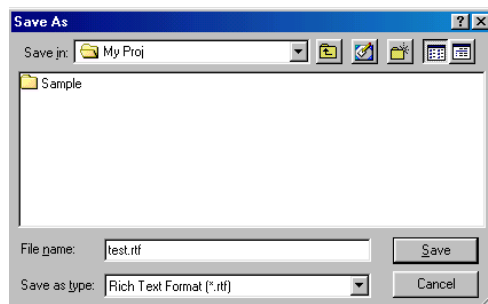 Save As
Save in: My Proj
Sample
File name: test.rtf Save
Save as type: Rich Text Format (*.rtf) Cancel